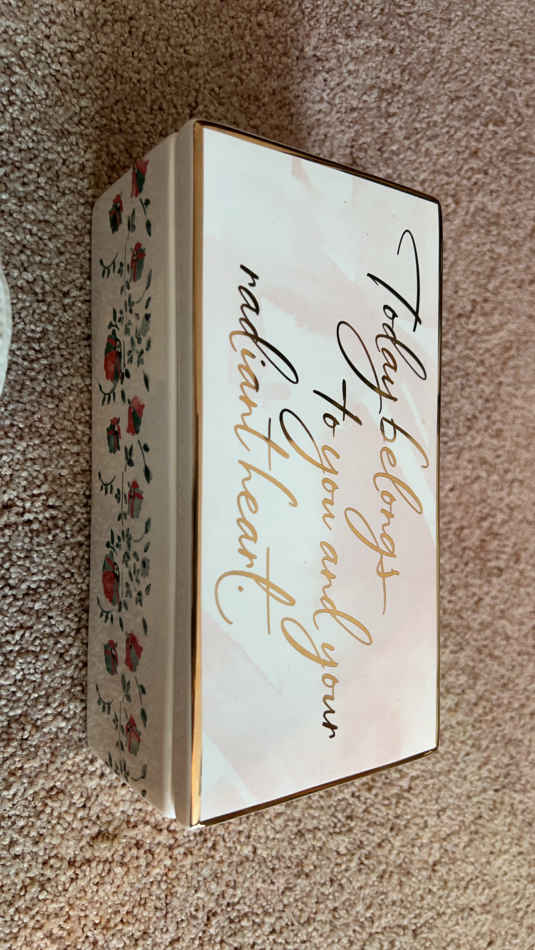 Today belongs
to you and your
radiant heart.